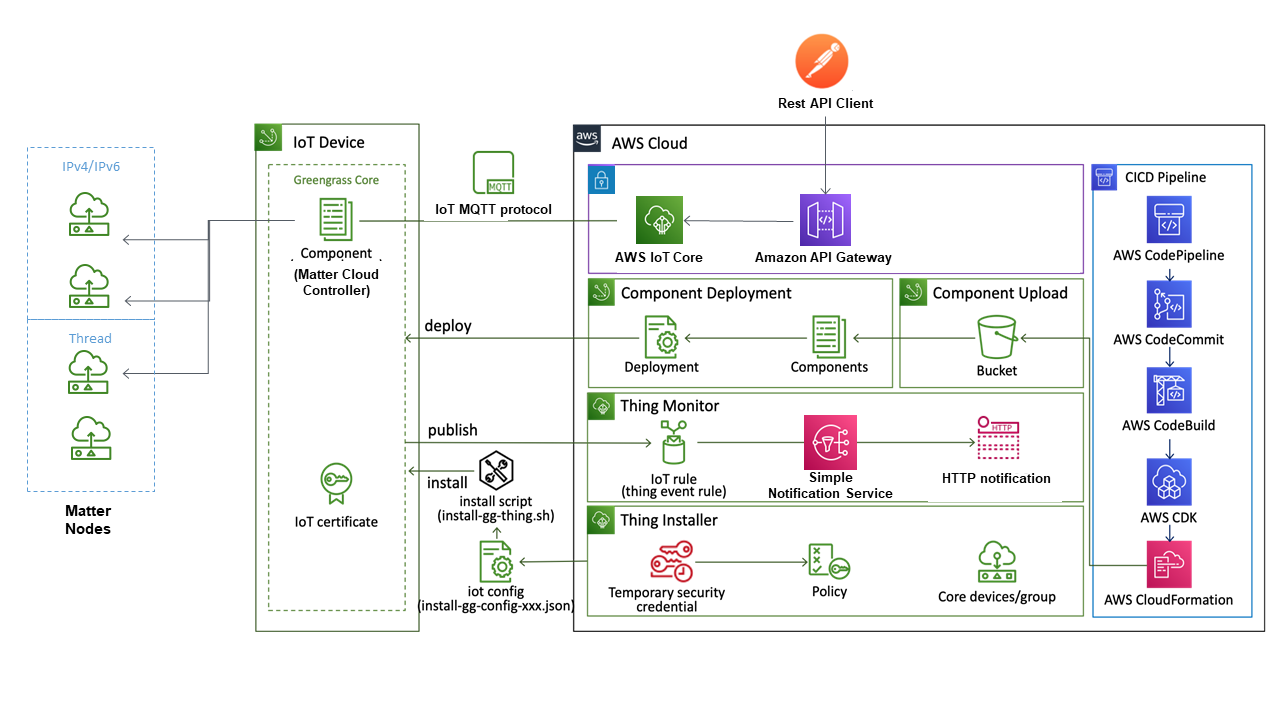 Rest API Client
IoT Device
aws
AWS Cloud
IPv4/IPv6
Greengrass Core
MQTT
IoT MQTT protocol
CICD Pipeline
Component
(Matter Cloud
Controller)
AWS IoT Core
Amazon API Gateway
AWS CodePipeline
Component Deployment
Component Upload
deploy
Thread
Deployment
Components
Bucket
AWS CodeCommit
Thing Monitor
publish
HTTP
IoT rule
(thing event rule)
Simple
Notification Service
HTTP notification
AWS CodeBuild
install
install script
(install-gg-thing.sh)
IoT certificate
Matter
Nodes
Thing Installer
AWS CDK
iot config
(install-gg-config-xxx.json)
Temporary security
credential
Policy
Core devices/group
AWS CloudFormation